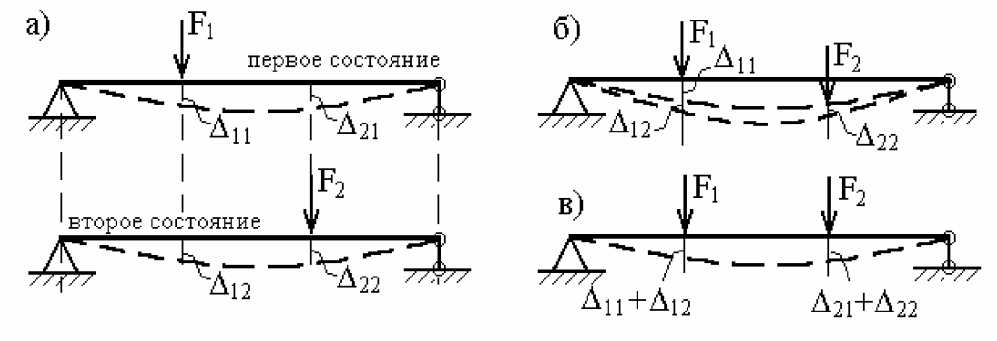 а)
F₁
первое состояние
Δ₁₁
Δ₂₁
F₂
второе состояние
Δ₁₂
Δ₂₂
б)
F₁
Δ₁₁
F₂
Δ₁₂
Δ₂₂
в)
F₁
F₂
Δ₁₁+Δ₁₂
Δ₂₁+Δ₂₂